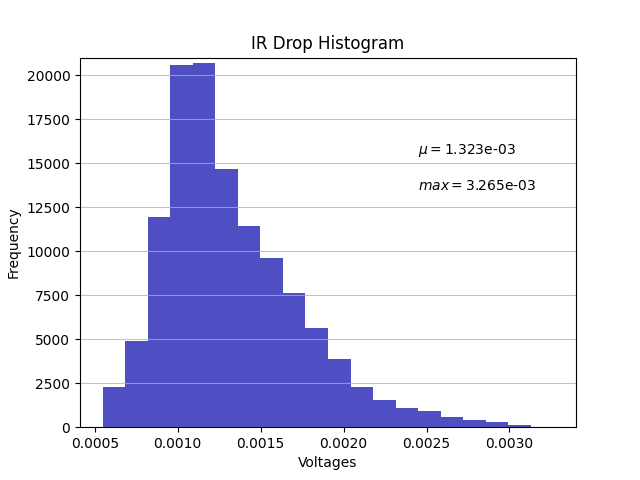 IR Drop Histogram
20000
17500
15000
12500
10000
7500
5000
2500
0
Frequency
μ = 1.323e-03
max = 3.265e-03
0.0005 0.0010 0.0015 0.0020 0.0025 0.0030
Voltages